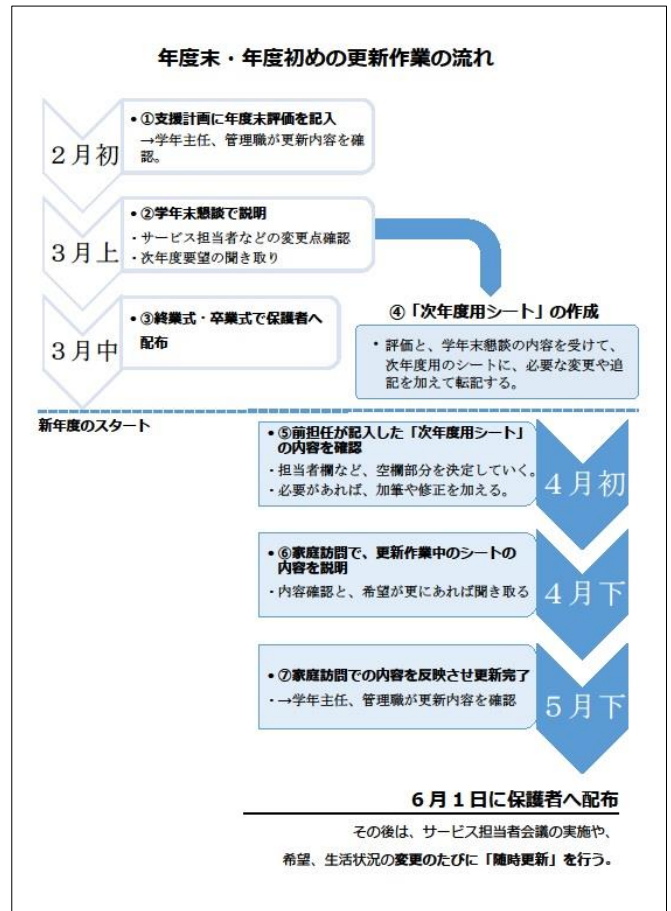 年度末・年度初めの更新作業の流れ
2月初
• ①支援計画に年度末評価を記入
→学年主任、管理職が更新内容を確
認。
3月上
• ②学年末懇談で説明
・サービス担当者などの変更点確認
・次年度要望の聞き取り
3月中
• ③終業式・卒業式で保護者へ
配布
④「次年度用シート」の作成
• 評価と、学年末懇談の内容を受けて、
次年度用のシートに、必要な変更や追
記を加えて転記する。
新年度のスタート
• ⑤前担任が記入した「次年度用シート」
の内容を確認
・担当者欄など、空欄部分を決定していく。
・必要があれば、加筆や修正を加える。
4月初
• ⑥家庭訪問で、更新作業中のシートの
内容を説明
・内容確認と、希望が更にあれば聞き取る
4月下
• ⑦家庭訪問での内容を反映させ更新完了
・→学年主任、管理職が更新内容を確認
5月下
6月1日に保護者へ配布
その後は、サービス担当者会議の実施や、
希望、生活状況の変更のたびに「随時更新」を行う。